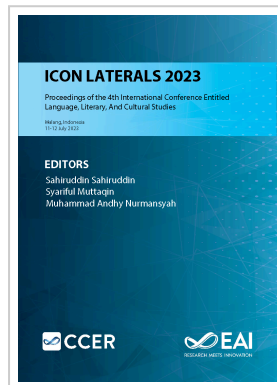 ICON LATERALS 2023
Proceedings of the 4th International Conference Entitled
Language, Literary, And Cultural Studies
Malang, Indonesia
11-12 July 2023
EDITORS
Sahiruddin Sahiruddin
Syariful Muttaqin
Muhammad Andhy Nurmansyah
CCER
EAI
RESEARCH MEETS INNOVATION